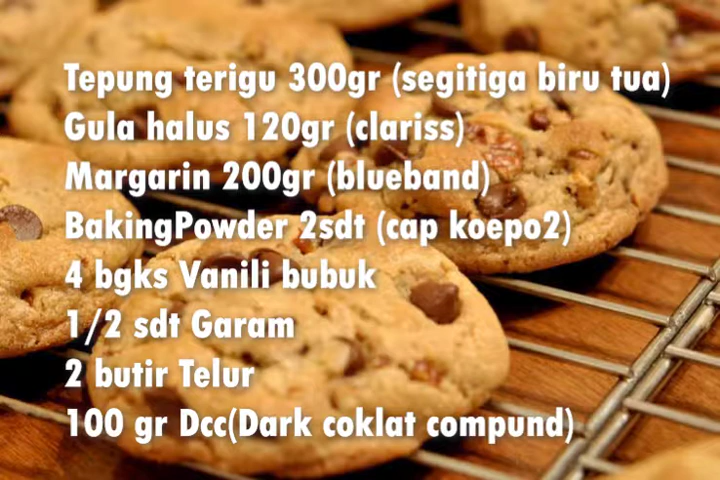 Tepung terigu 300gr (segitiga biru tua)
Gula halus 120gr (clariss)
Margarin 200gr (blueband)
BakingPowder 2sdt (cap koepo2)
4 bgks Vanili bubuk
1/2 sdt Garam
2 butir Telur
100 gr Dcc(Dark coklat compund)